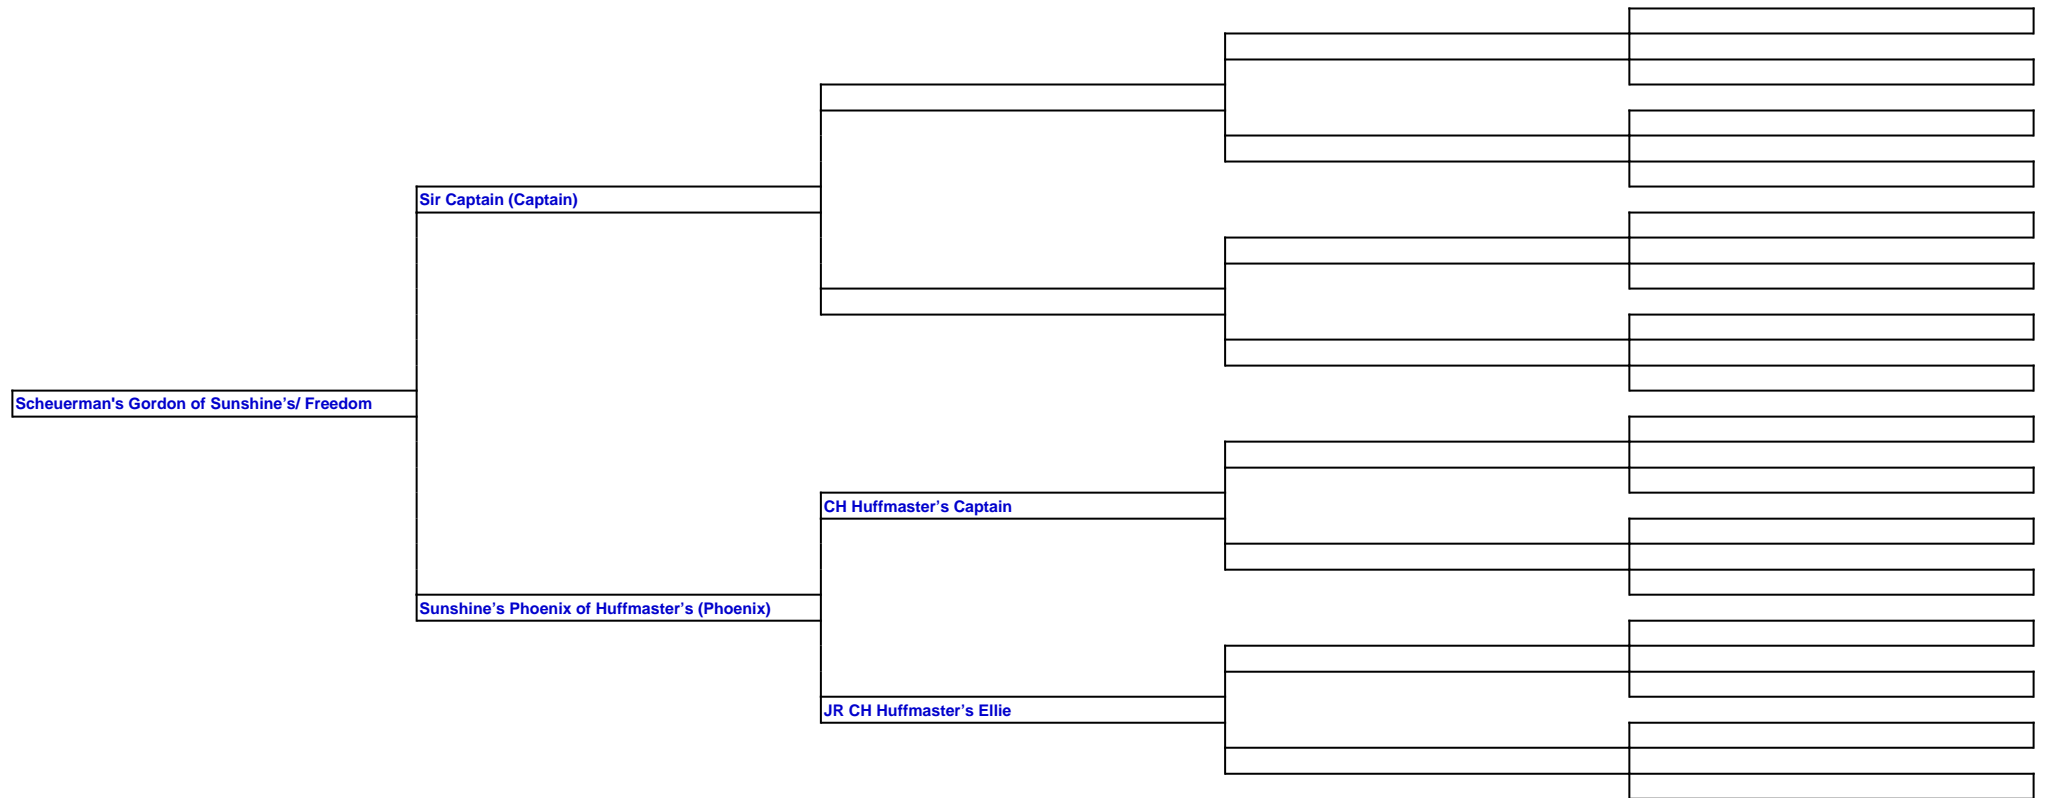 Sir Captain (Captain)
Scheuerman's Gordon of Sunshine’s/ Freedom
CH Huffmaster’s Captain
Sunshine’s Phoenix of Huffmaster’s (Phoenix)
JR CH Huffmaster’s Ellie